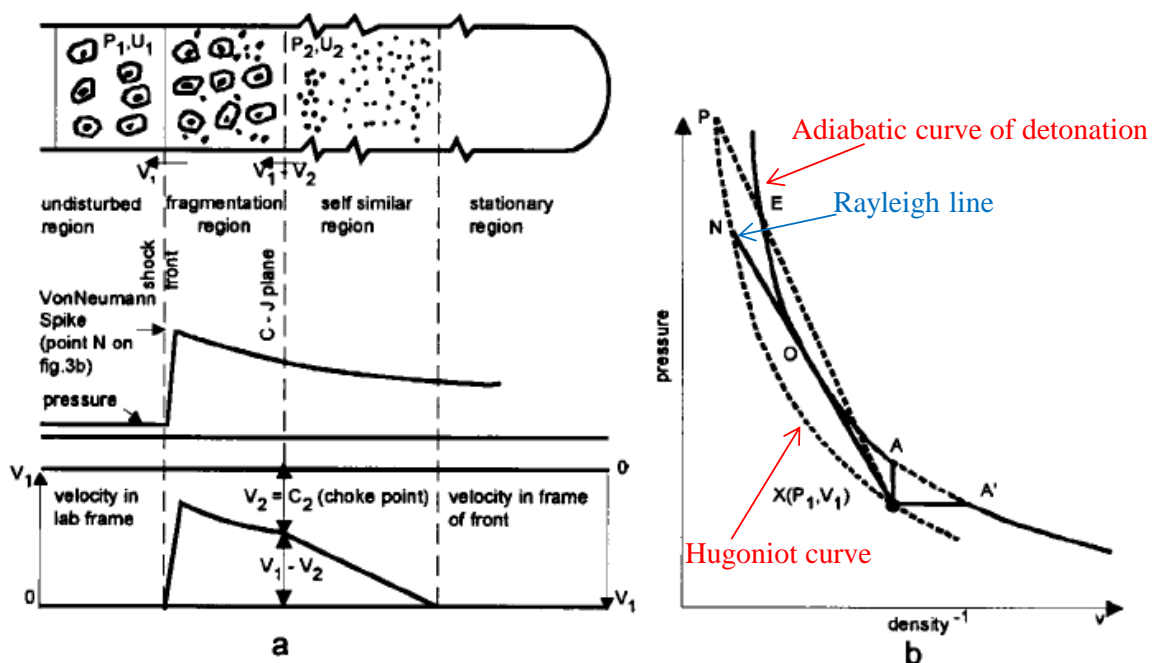 P₁,U₁
P₂,U₂
V₁
V₁ - V₂
undisturbed
region
fragmentation
region
self similar
region
stationary
region
shock
front
C - J plane
VonNeumann
Spike
(point N on
fig.3b)
pressure
V₁
0
velocity in
lab frame
V₂ = C₂ (choke point)
velocity in frame
of front
V₁ - V₂
0
V₁
a
P
Adiabatic curve of detonation
E
Rayleigh line
N
pressure
O
A
X(P₁,V₁)
A'
Hugoniot curve
density⁻¹
v
b